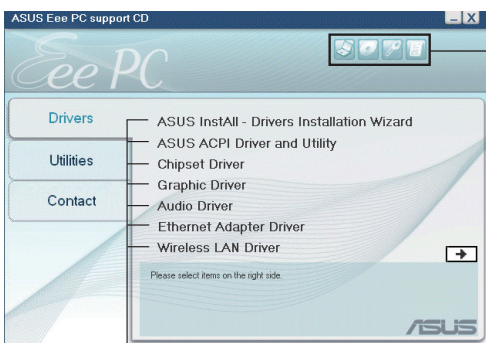 ASUS Eee PC support CD
Eee PC
Drivers
Utilities
Contact
ASUS InstAll - Drivers Installation Wizard
ASUS ACPI Driver and Utility
Chipset Driver
Graphic Driver
Audio Driver
Ethernet Adapter Driver
Wireless LAN Driver
Please select items on the right side.
ASUS